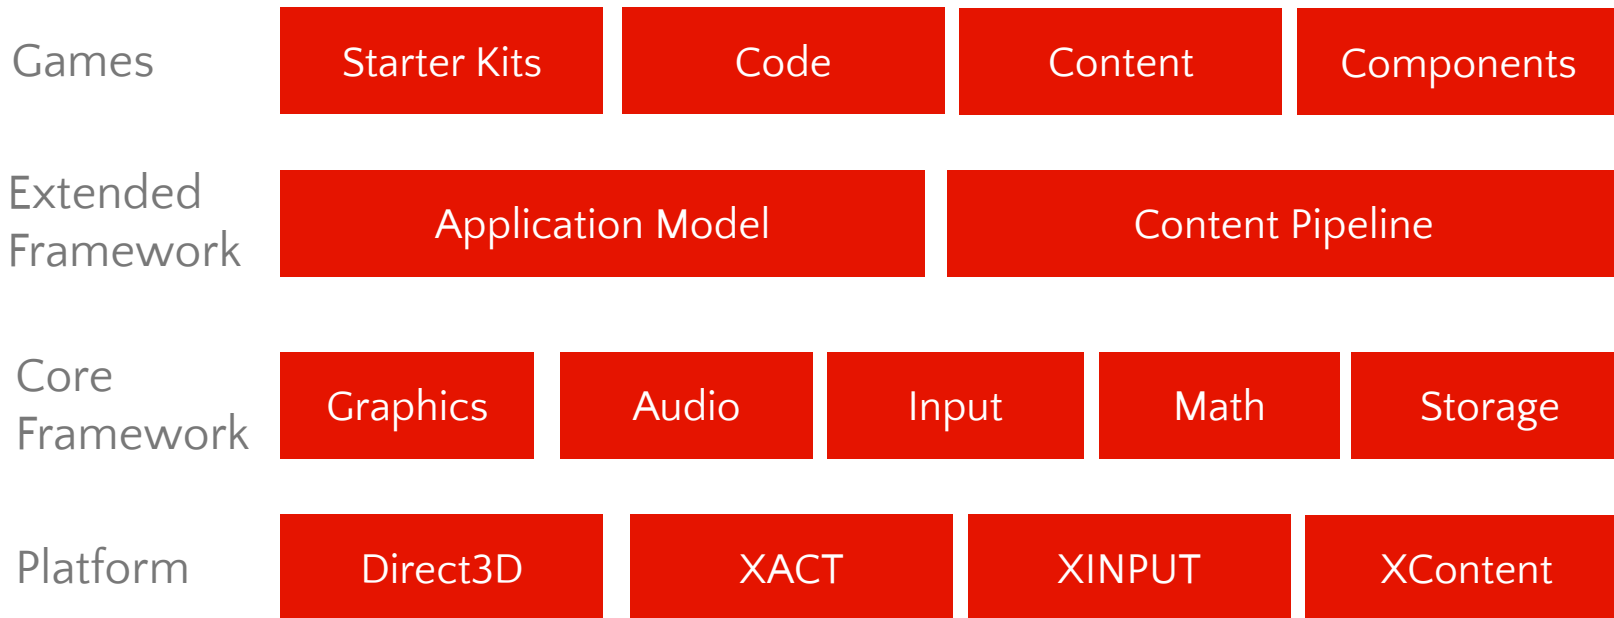 Games
Starter Kits
Code
Content
Components
Extended
Framework
Application Model
Content Pipeline
Core
Framework
Graphics
Audio
Input
Math
Storage
Platform
Direct3D
XACT
XINPUT
XContent